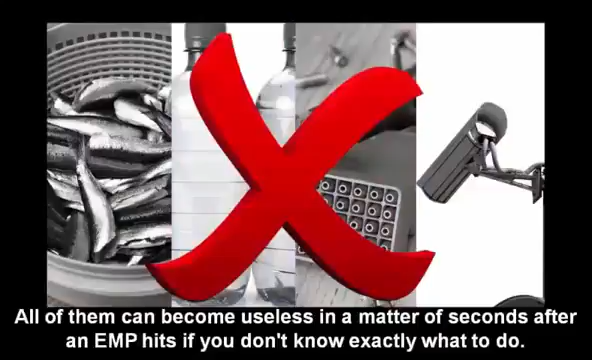 All of them can become useless in a matter of seconds after
an EMP hits if you don't know exactly what to do.